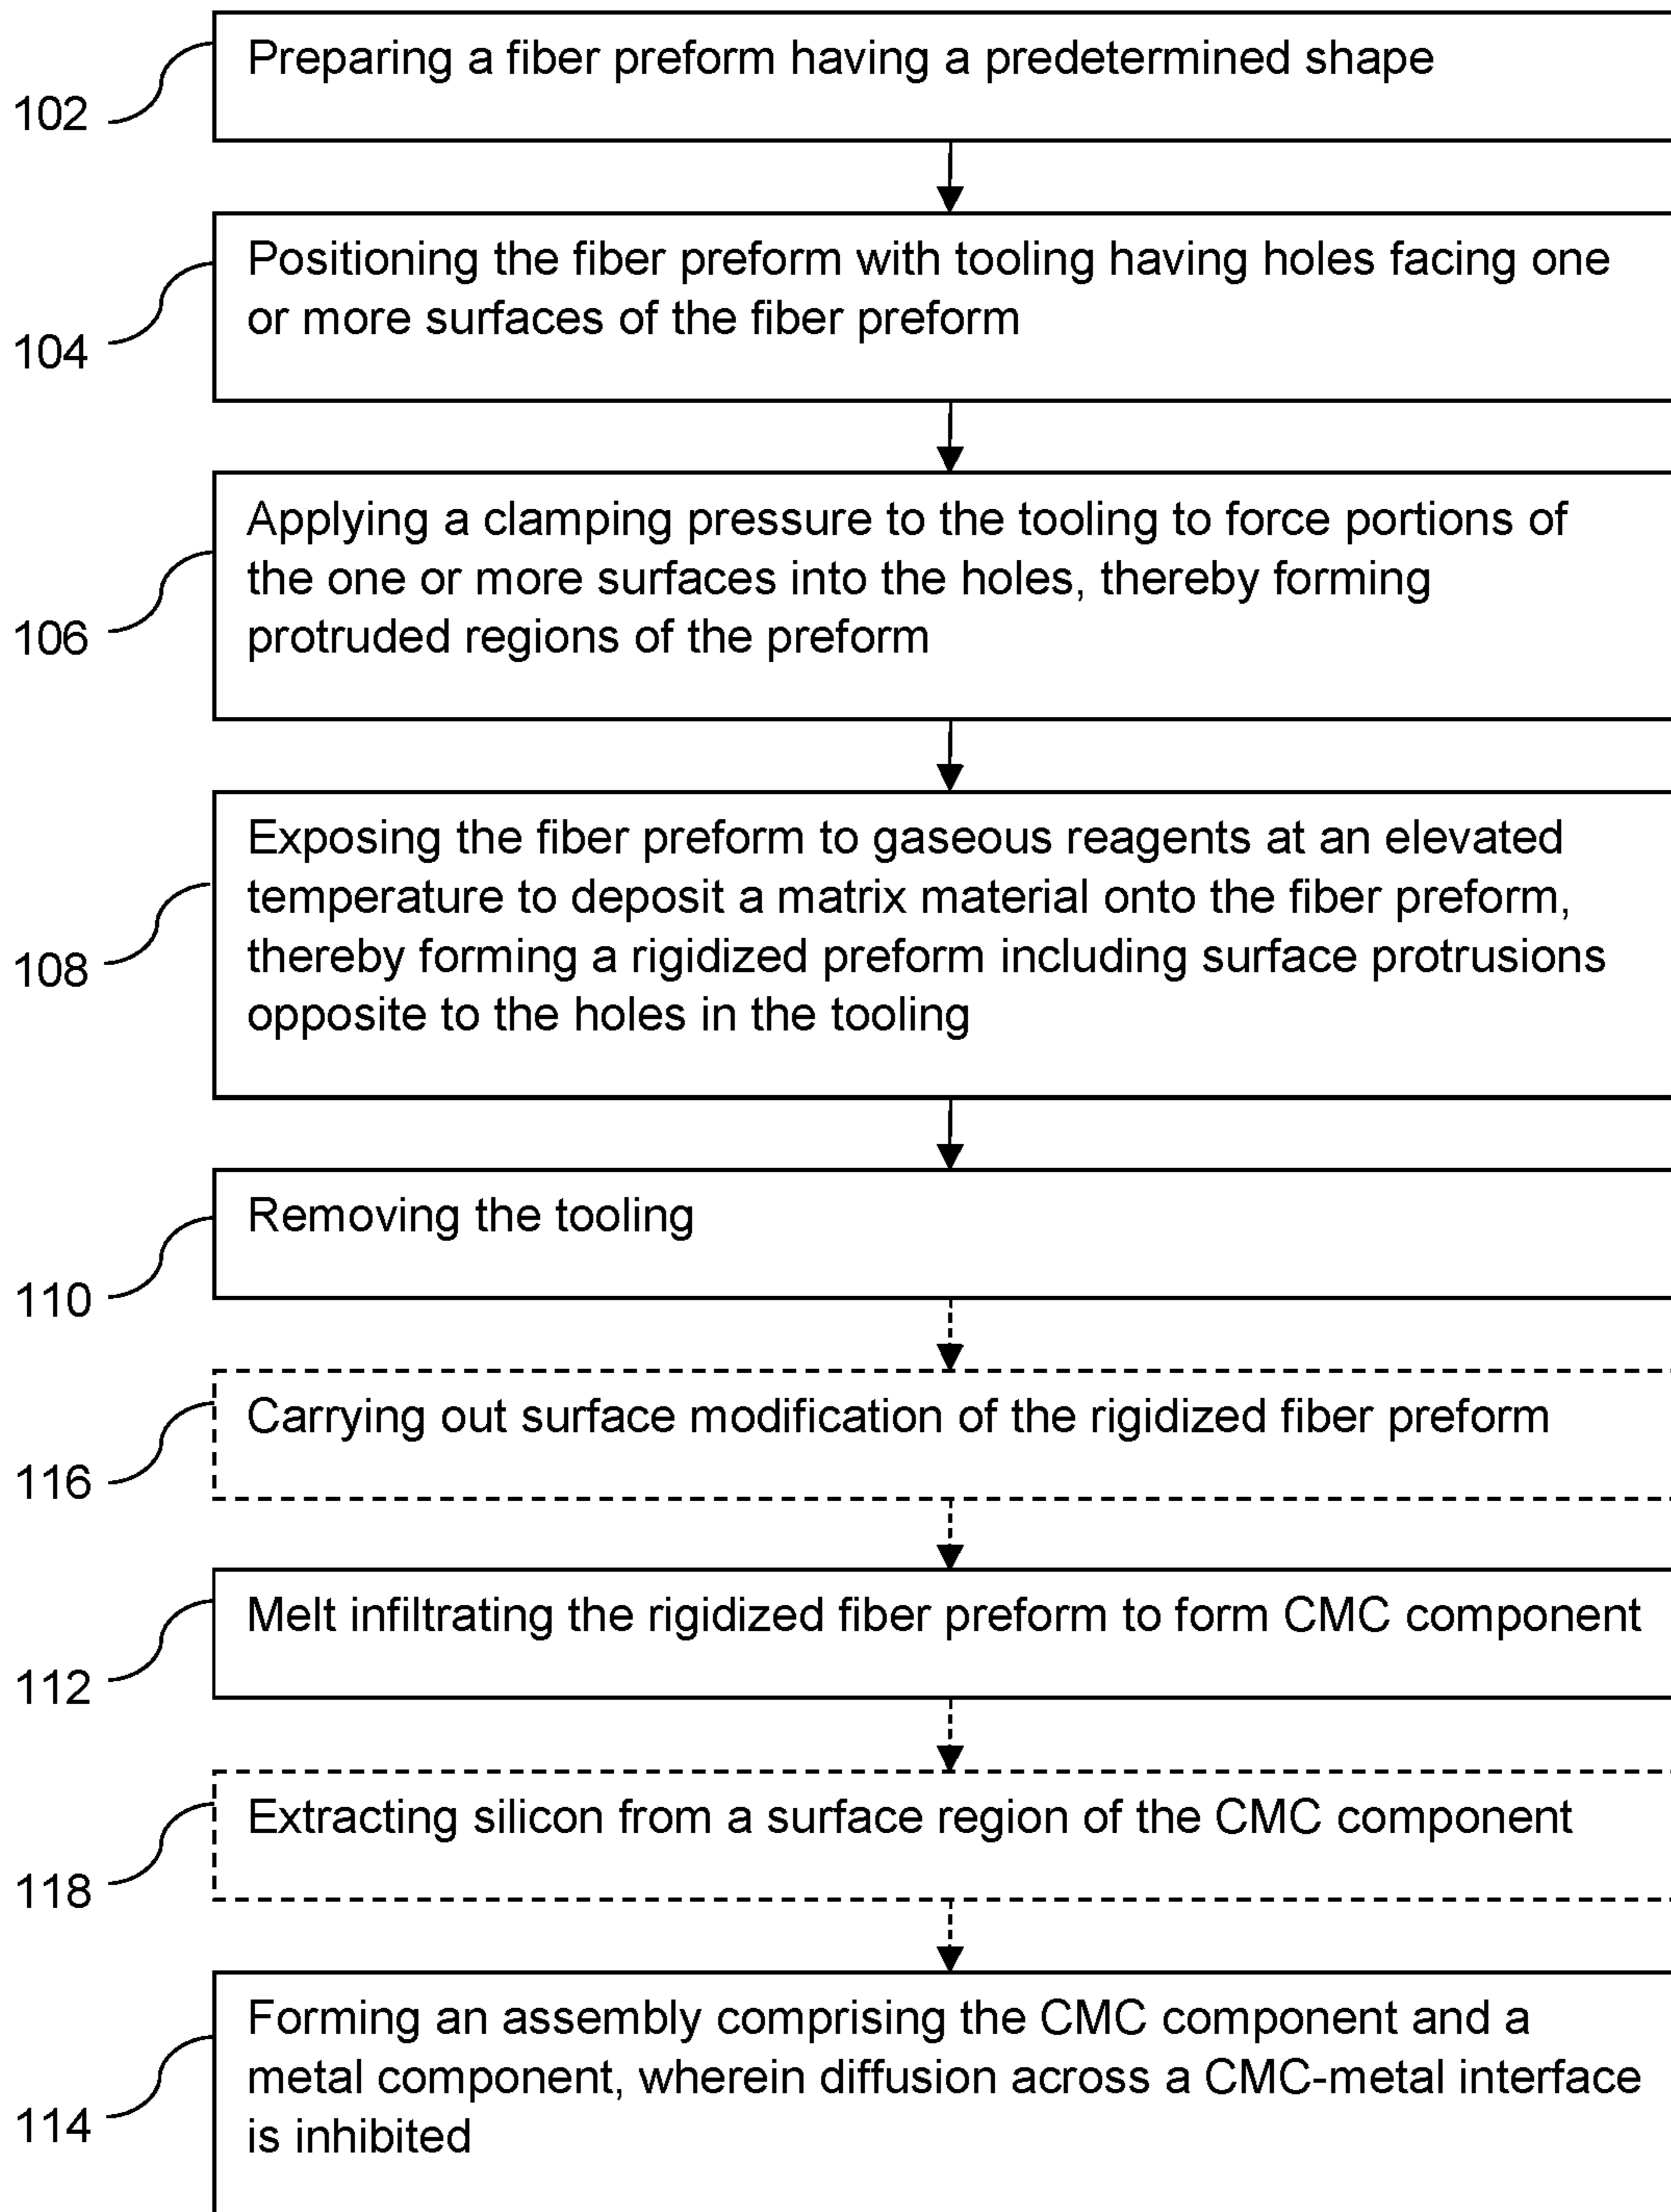 Preparing a fiber preform having a predetermined shape
102
Positioning the fiber preform with tooling having holes facing one
or more surfaces of the fiber preform
104
Applying a clamping pressure to the tooling to force portions of
the one or more surfaces into the holes, thereby forming
protruded regions of the preform
106
Exposing the fiber preform to gaseous reagents at an elevated
temperature to deposit a matrix material onto the fiber preform,
thereby forming a rigidized preform including surface protrusions
opposite to the holes in the tooling
108
Removing the tooling
110
Carrying out surface modification of the rigidized fiber preform
116
Melt infiltrating the rigidized fiber preform to form CMC component
112
Extracting silicon from a surface region of the CMC component
118
Forming an assembly comprising the CMC component and a
metal component, wherein diffusion across a CMC-metal interface
is inhibited
114